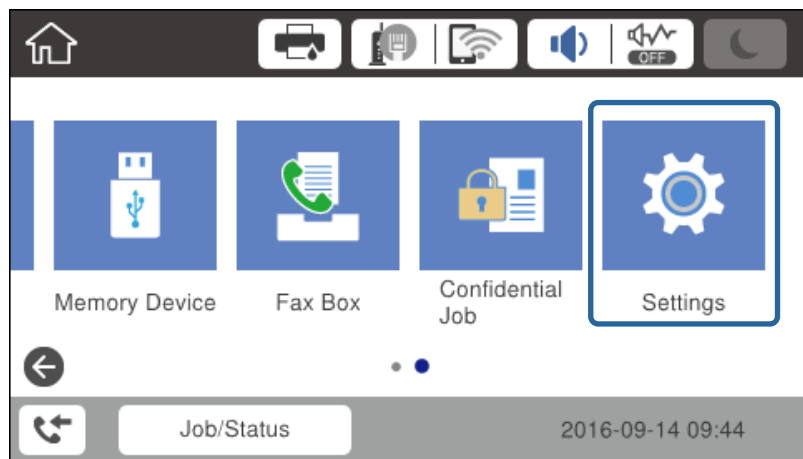 OFF
Memory Device
Fax Box
Confidential
Job
Settings
Job/Status
2016-09-14 09:44